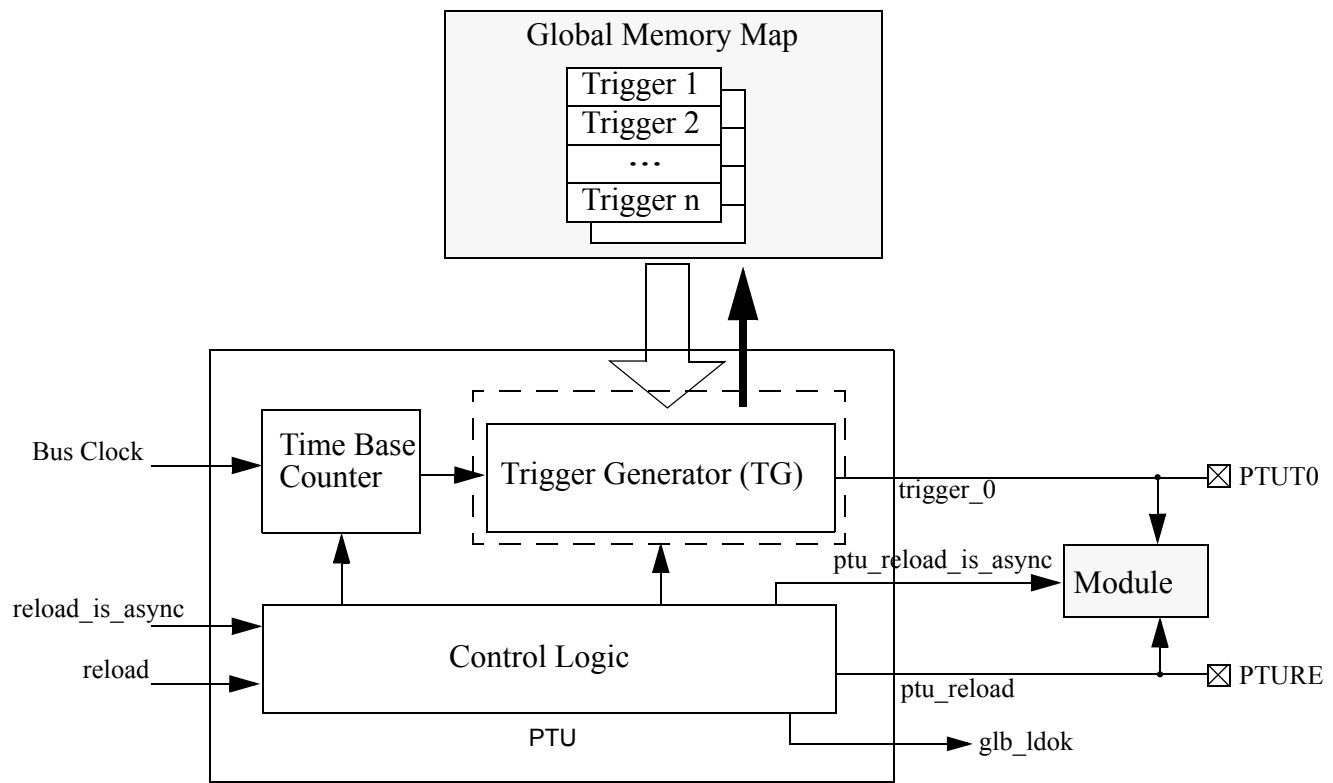 Global Memory Map
Trigger 1
Trigger 2
...
Trigger n
Bus Clock
Time Base
Counter
Trigger Generator (TG)
trigger_0
PTUT0
ptu_reload_is_async
Module
reload_is_async
reload
Control Logic
ptu_reload
PTURE
PTU
glb_ldok